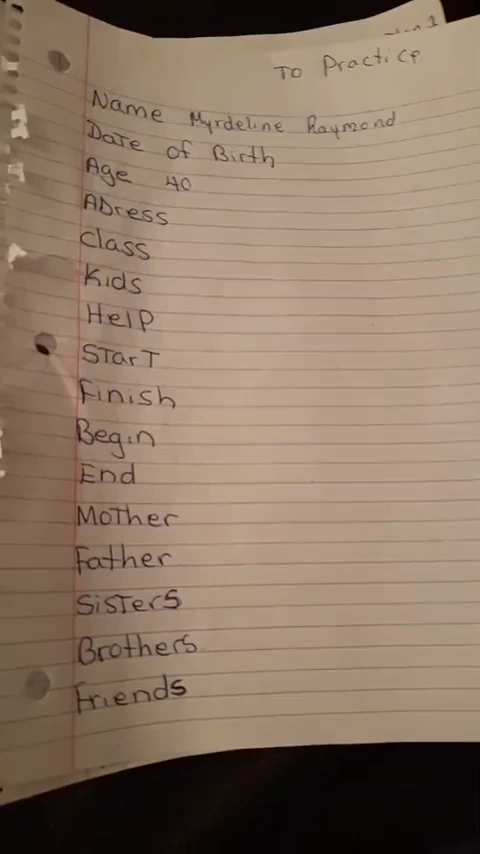 To Practice
Name Myrdeline Raymond
Date of Birth
Age 40
ADress
Class
Kids
Help
STarT
Finish
Begin
End
MoTher
Father
SisTerS
Brothers
Friends